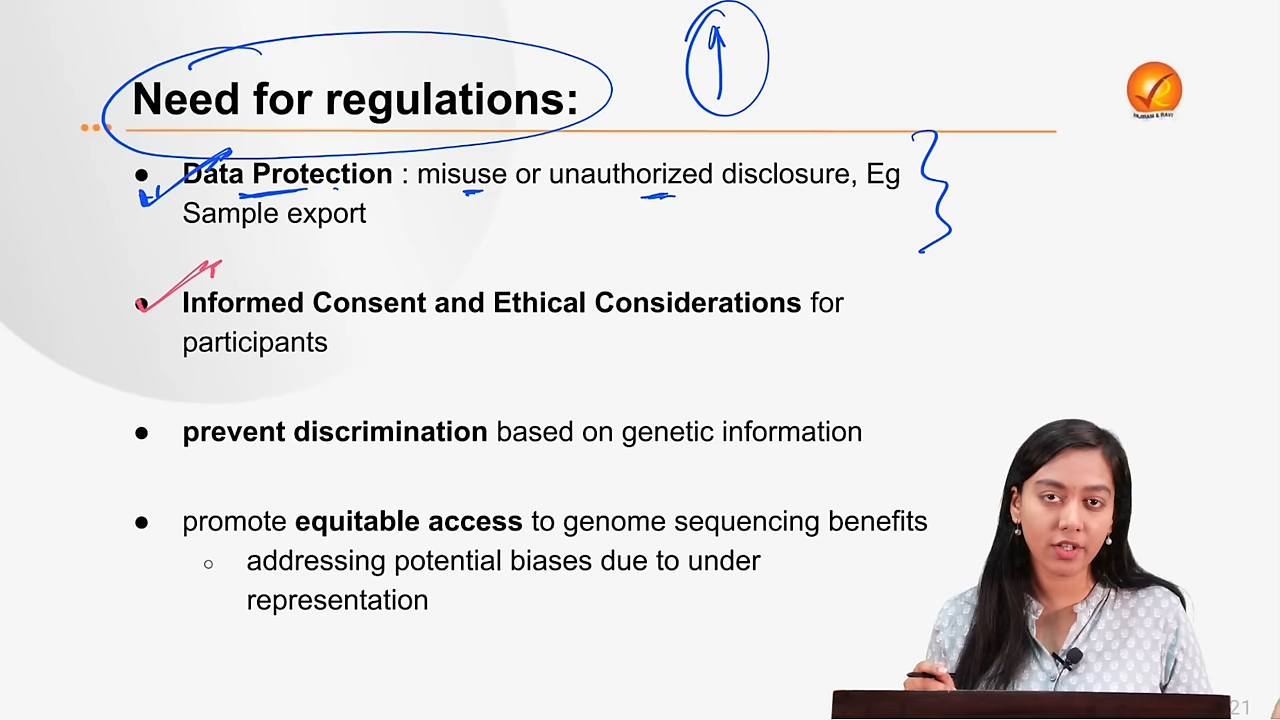 Need for regulations:
● Data Protection : misuse or unauthorized disclosure, Eg
Sample export
● Informed Consent and Ethical Considerations for
participants
● prevent discrimination based on genetic information
● promote equitable access to genome sequencing benefits
○ addressing potential biases due to under
representation
21